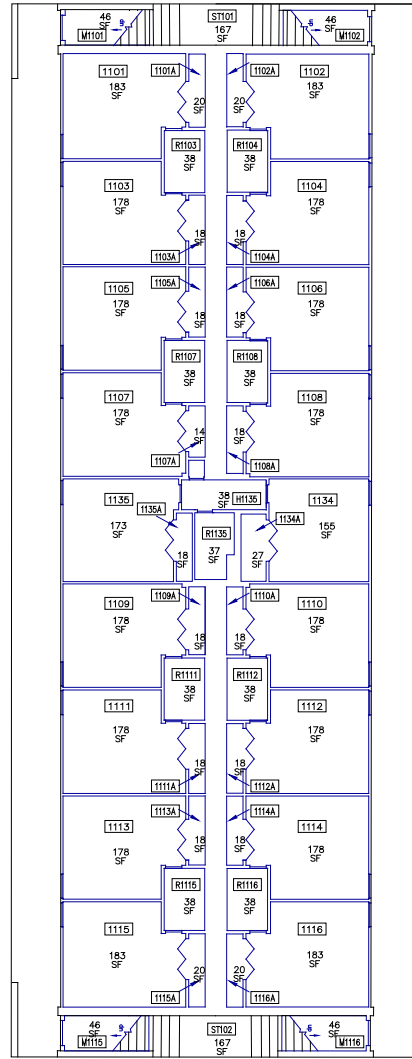 46
SF
M1101
S
ST101
167
SF
S
46
SF
M1102
1101
183
SF
1101A
1102A
1102
183
SF
20
SF
20
SF
R1103
38
SF
R1104
38
SF
1103
178
SF
1104
178
SF
18
SF
18
SF
1103A
1104A
1105
178
SF
1105A
1106A
1106
178
SF
18
SF
18
SF
R1107
38
SF
R1108
38
SF
1107
178
SF
1108
178
SF
14
SF
18
SF
1107A
1108A
1135
173
SF
38
SF
H1135
1134
155
SF
1135A
1134A
R1135
37
SF
18
SF
27
SF
1109
178
SF
1109A
1110A
1110
178
SF
18
SF
18
SF
R1111
38
SF
R1112
38
SF
1111
178
SF
1112
178
SF
18
SF
18
SF
1111A
1112A
1113
178
SF
1113A
1114A
1114
178
SF
18
SF
18
SF
R1115
38
SF
R1116
38
SF
1115
183
SF
1116
183
SF
20
SF
20
SF
1115A
1116A
46
SF
M1115
ST102
167
SF
46
SF
M1116